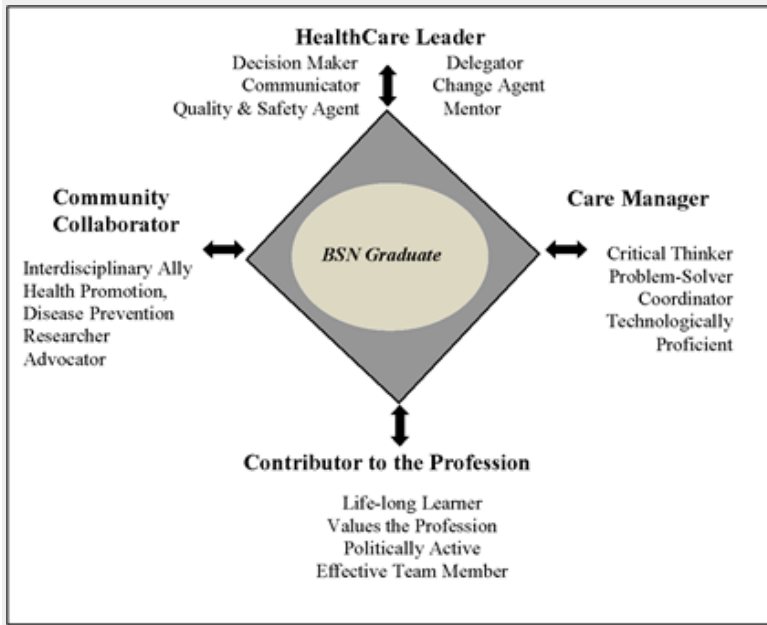 HealthCare Leader
Decision Maker
Communicator
Quality & Safety Agent
Delegator
Change Agent
Mentor
Community
Collaborator
Interdisciplinary Ally
Health Promotion,
Disease Prevention
Researcher
Advocator
BSN Graduate
Care Manager
Critical Thinker
Problem-Solver
Coordinator
Technologically
Proficient
Contributor to the Profession
Life-long Learner
Values the Profession
Politically Active
Effective Team Member